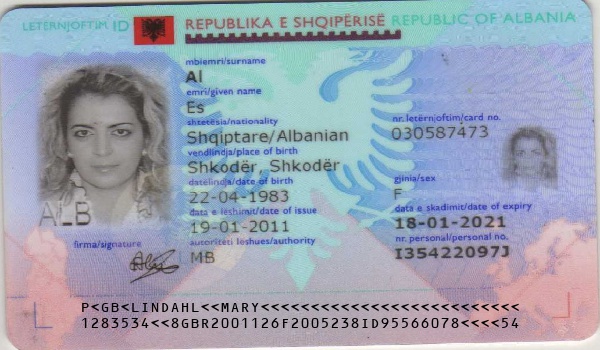 LETERNJOFTIM ID REPUBLIKA E SHQIPËRISË REPUBLIC OF ALBANIA
mbiemri/surname
Al
emri/given name
Es
shtetësia/nationality
Shqiptare/Albanian
nr. letërnjoftim/card no.
030587473
vendlindja/place of birth
Shkodër, Shkodër
datëlindja/date of birth
22-04-1983
gjinia/sex
F
data e lëshimit/date of issue
19-01-2011
data e skadimit/date of expiry
18-01-2021
autoriteti lëshues/authority
MB
nr. personal/personal no.
I35422097J
ALB
firma/signature
P<GB<LINDAHL<<MARY<<<<<<<<<<<<<<<<<<<<<<<<<<
1283534<<8GBR2001126F2005238ID95566078<<<<54